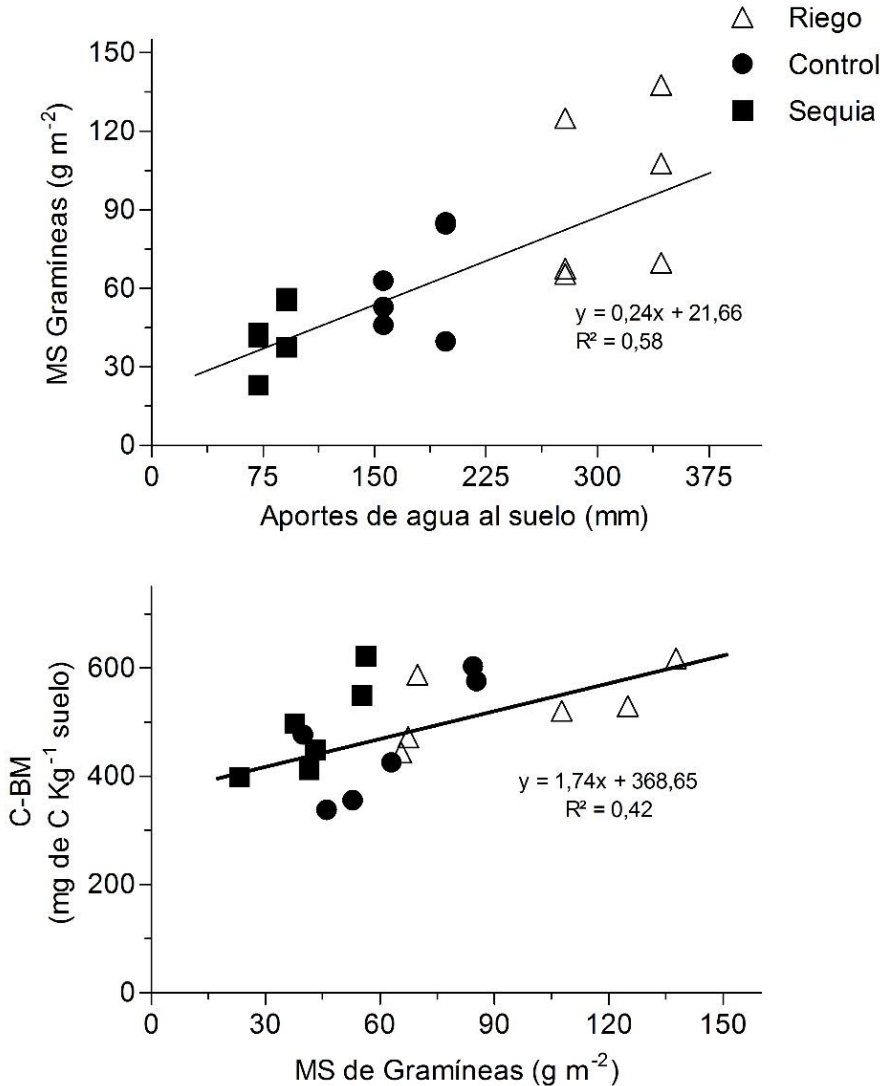 Riego
Control
Sequia
MS Gramíneas (g m⁻²)
150
120
90
60
30
0
y = 0,24x + 21,66
R² = 0,58
0 75 150 225 300 375
Aportes de agua al suelo (mm)
C-BM
(mg de C Kg⁻¹ suelo)
600
400
200
0
y = 1,74x + 368,65
R² = 0,42
0 30 60 90 120 150
MS de Gramíneas (g m⁻²)